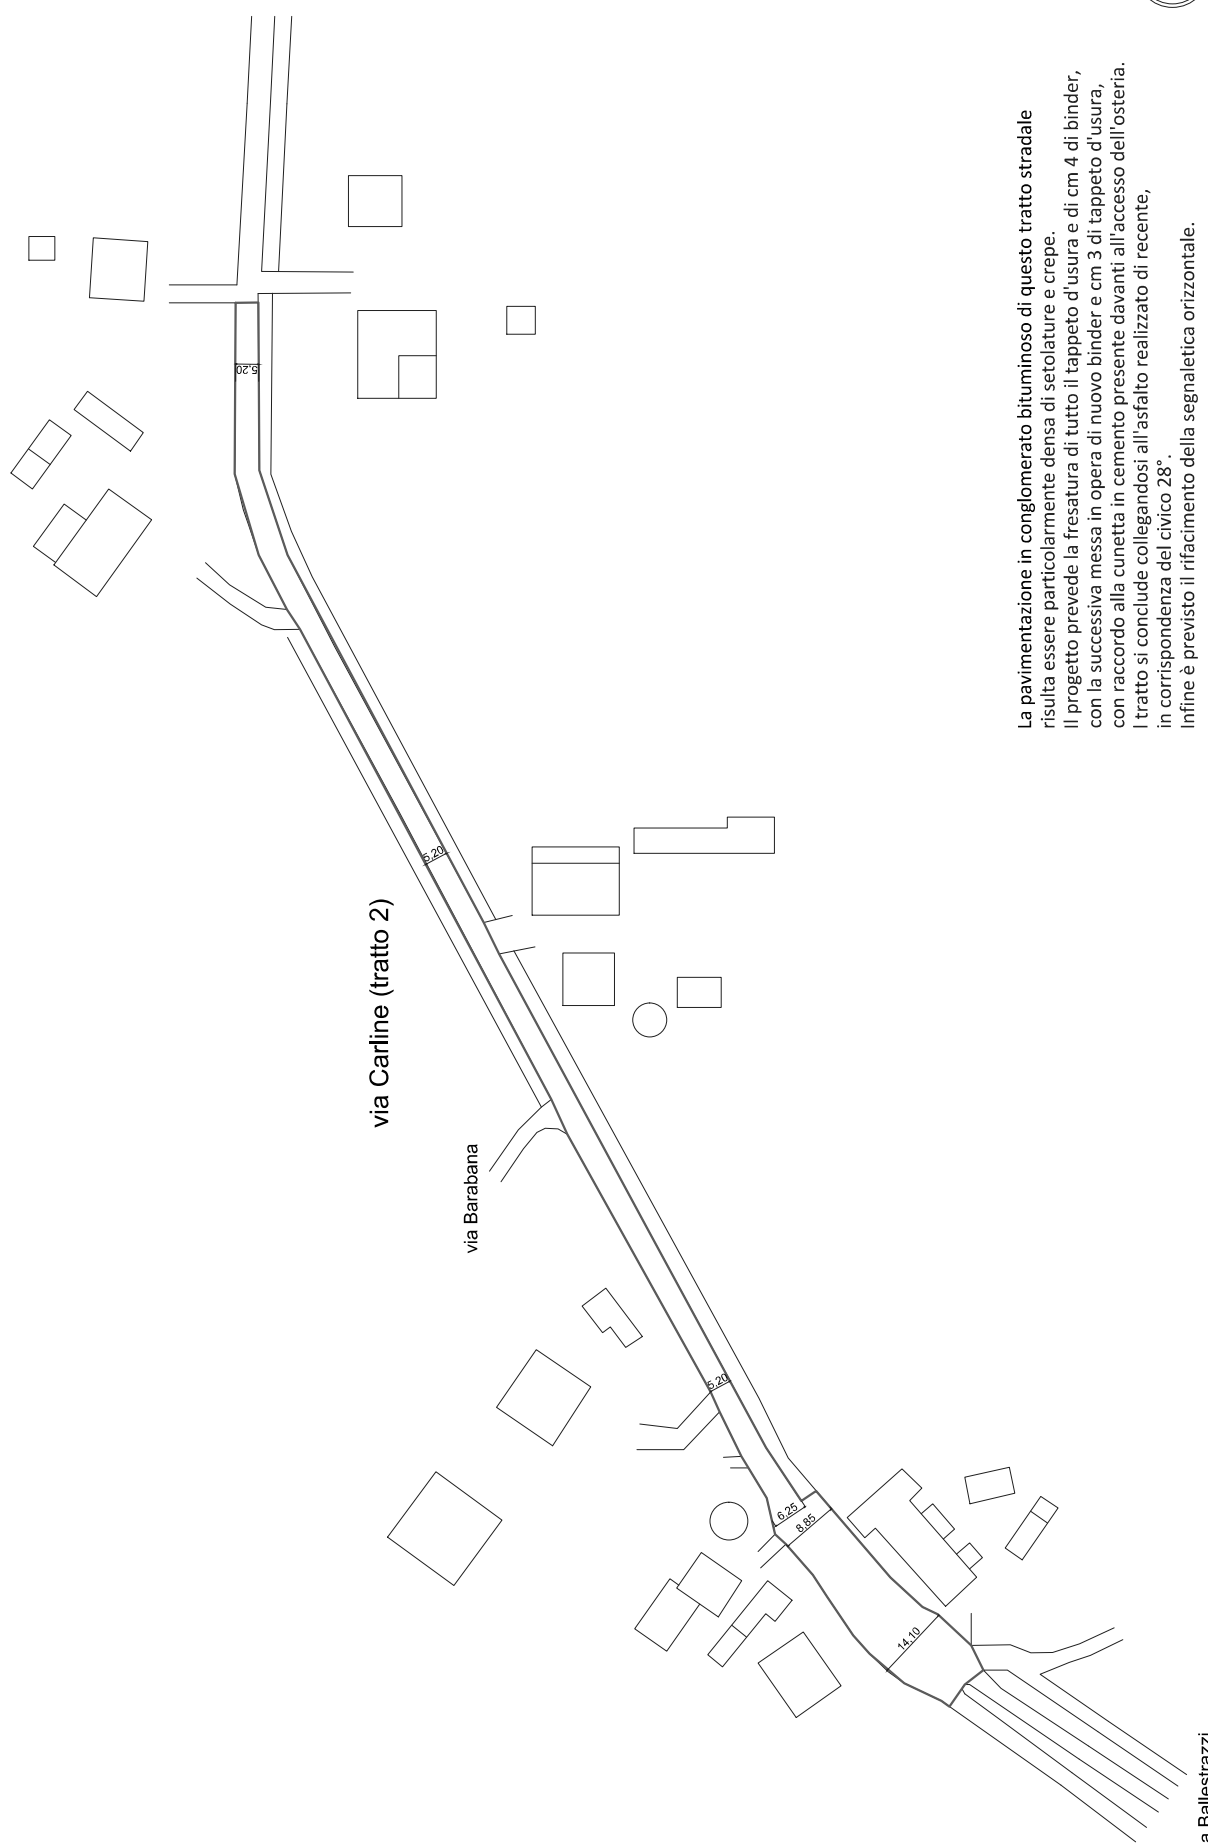 via Carline (tratto 2)
via Barabana
5,20
5,20
5,20
6,25
8,85
14,10
La pavimentazione in conglomerato bituminoso di questo tratto stradale
risulta essere particolarmente densa di setolature e crepe.
Il progetto prevede la fresatura di tutto il tappeto d'usura e di cm 4 di binder,
con la successiva messa in opera di nuovo binder e cm 3 di tappeto d'usura,
con raccordo alla cunetta in cemento presente davanti all'accesso dell'osteria.
I tratto si conclude collegandosi all'asfalto realizzato di recente,
in corrispondenza del civico 28°.
Infine è previsto il rifacimento della segnaletica orizzontale.
a Ballestrazzi